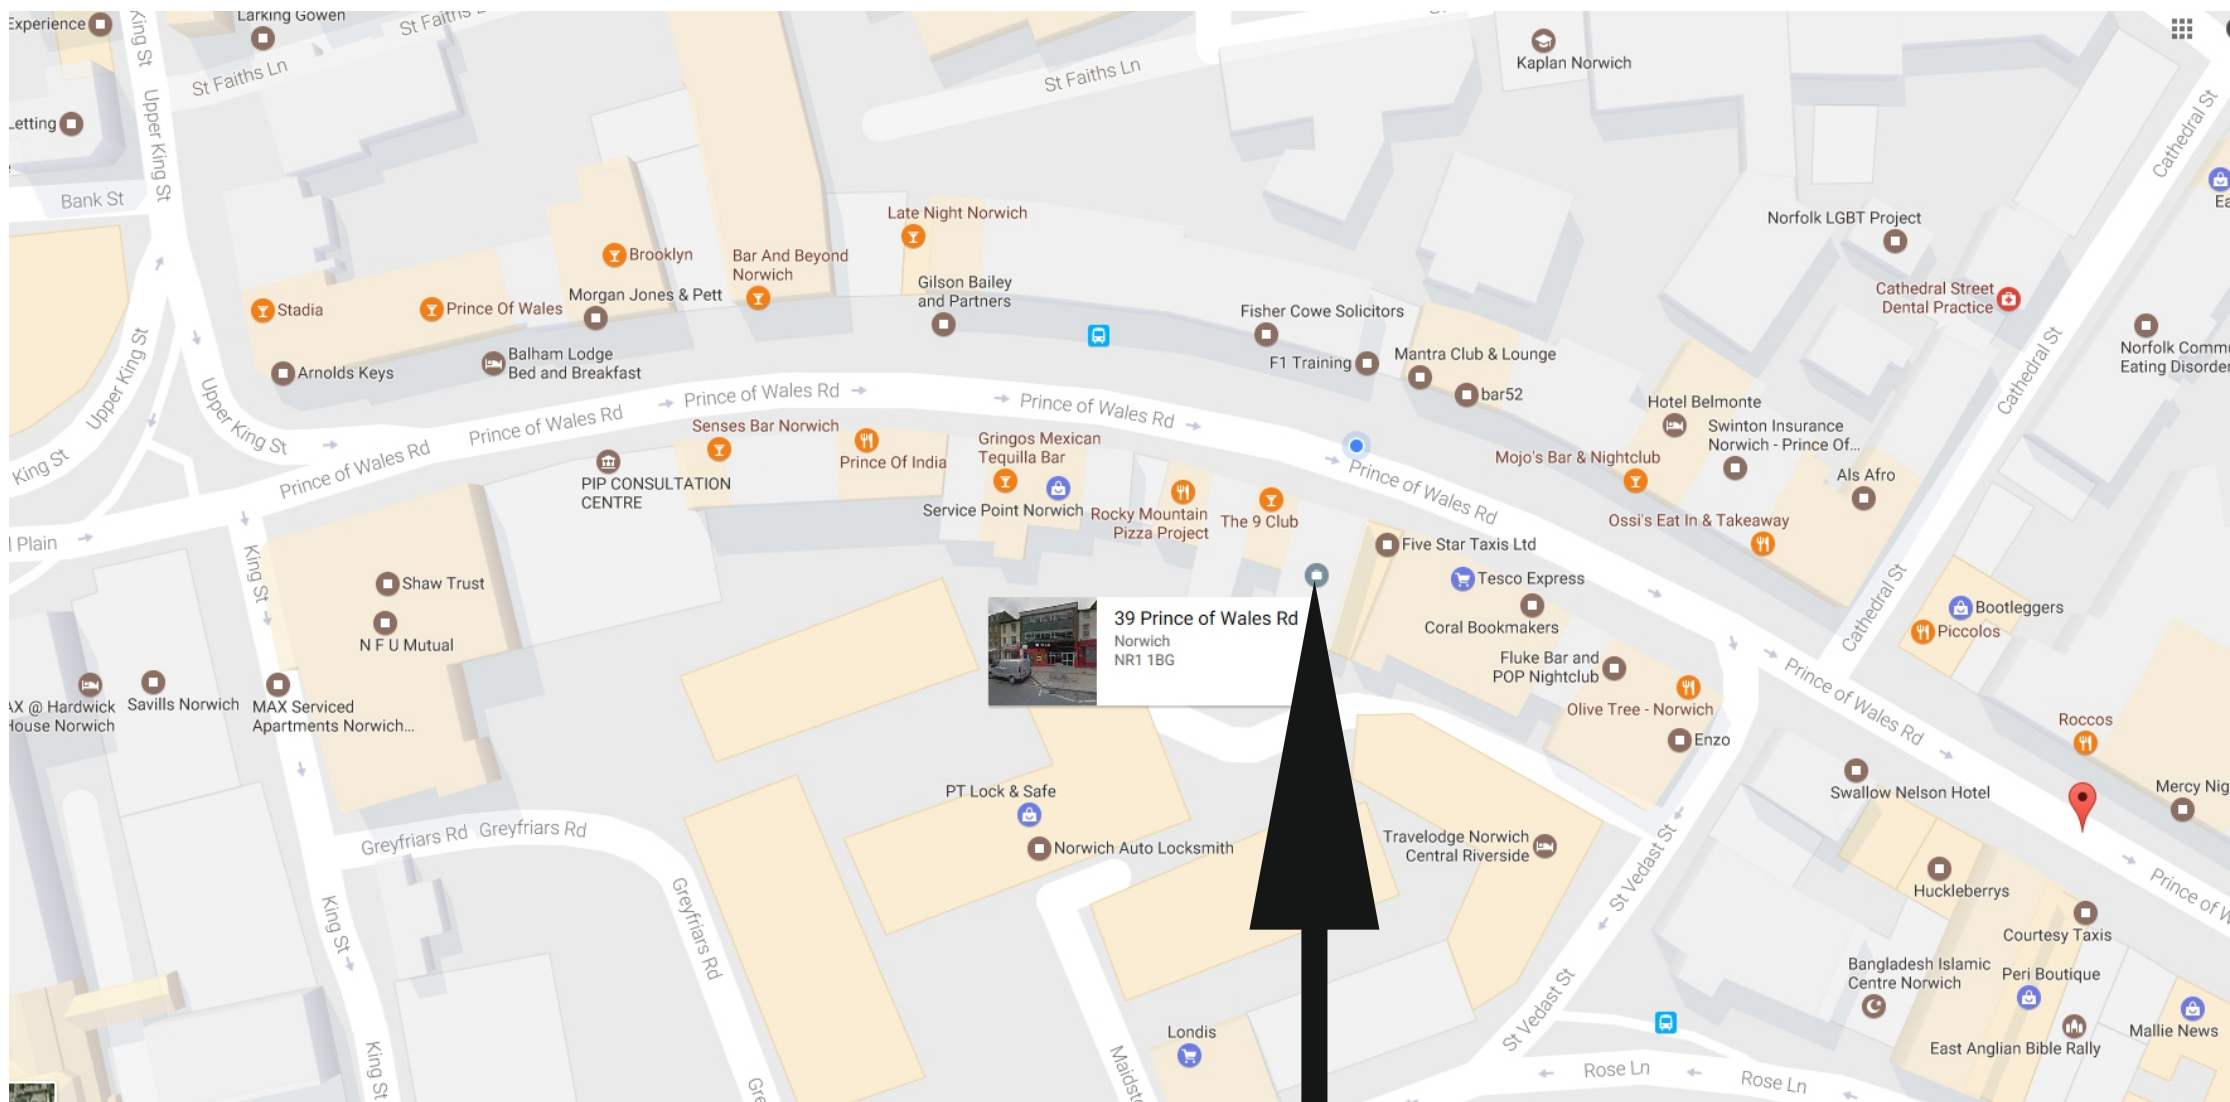 Experience
Larking Gowen
St Faiths L
King St
St Faiths Ln
St Faiths Ln
Kaplan Norwich
Letting
Upper King St
Cathedral St
Bank St
Late Night Norwich
Norfolk LGBT Project
Ea
Brooklyn
Bar And Beyond
Norwich
Gilson Bailey
and Partners
Cathedral Street
Dental Practice
Stadia
Prince Of Wales
Morgan Jones & Pett
Fisher Cowe Solicitors
Upper King St
Arnolds Keys
Balham Lodge
Bed and Breakfast
F1 Training
Mantra Club & Lounge
bar52
Cathedral St
Norfolk Commu
Eating Disorder
Upper King St
Prince of Wales Rd
Prince of Wales Rd
Prince of Wales Rd
Hotel Belmonte
Swinton Insurance
Norwich - Prince Of...
King St
Prince of Wales Rd
Senses Bar Norwich
Prince Of India
Gringos Mexican
Tequilla Bar
Prince of Wales Rd
Mojo's Bar & Nightclub
Als Afro
PIP CONSULTATION
CENTRE
Service Point Norwich
Rocky Mountain
Pizza Project
The 9 Club
Ossi's Eat In & Takeaway
l Plain
King St
Five Star Taxis Ltd
Shaw Trust
Tesco Express
Cathedral St
Bootleggers
39 Prince of Wales Rd
Norwich
NR1 1BG
Coral Bookmakers
Piccolos
N F U Mutual
Fluke Bar and
POP Nightclub
Prince of Wales Rd
AX @ Hardwick
House Norwich
Savills Norwich
MAX Serviced
Apartments Norwich...
Olive Tree - Norwich
Enzo
Roccos
PT Lock & Safe
Swallow Nelson Hotel
Mercy Nig
Greyfriars Rd
Greyfriars Rd
Norwich Auto Locksmith
Travelodge Norwich
Central Riverside
St Vedast St
Huckleberrys
Prince of W
King St
Greyfriars Rd
Courtesy Taxis
Bangladesh Islamic
Centre Norwich
Peri Boutique
St Vedast St
Londis
Mallie News
East Anglian Bible Rally
King St
Gre
Maidsto
Rose Ln
Rose Ln